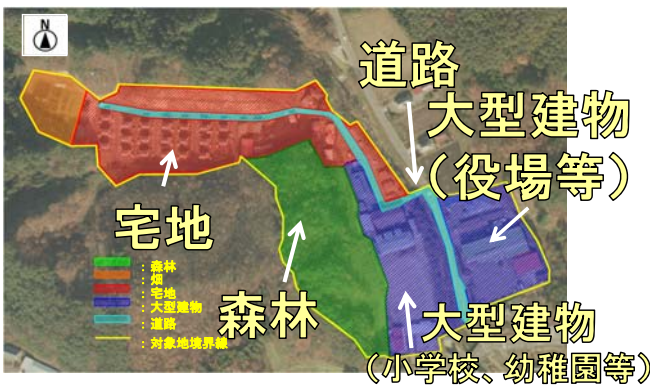 N
道路
大型建物
(役場等)
宅地
森林
大型建物
(小学校、幼稚園等)
：森林
：畑
：宅地
：大型建物
：道路
：対象地境界線